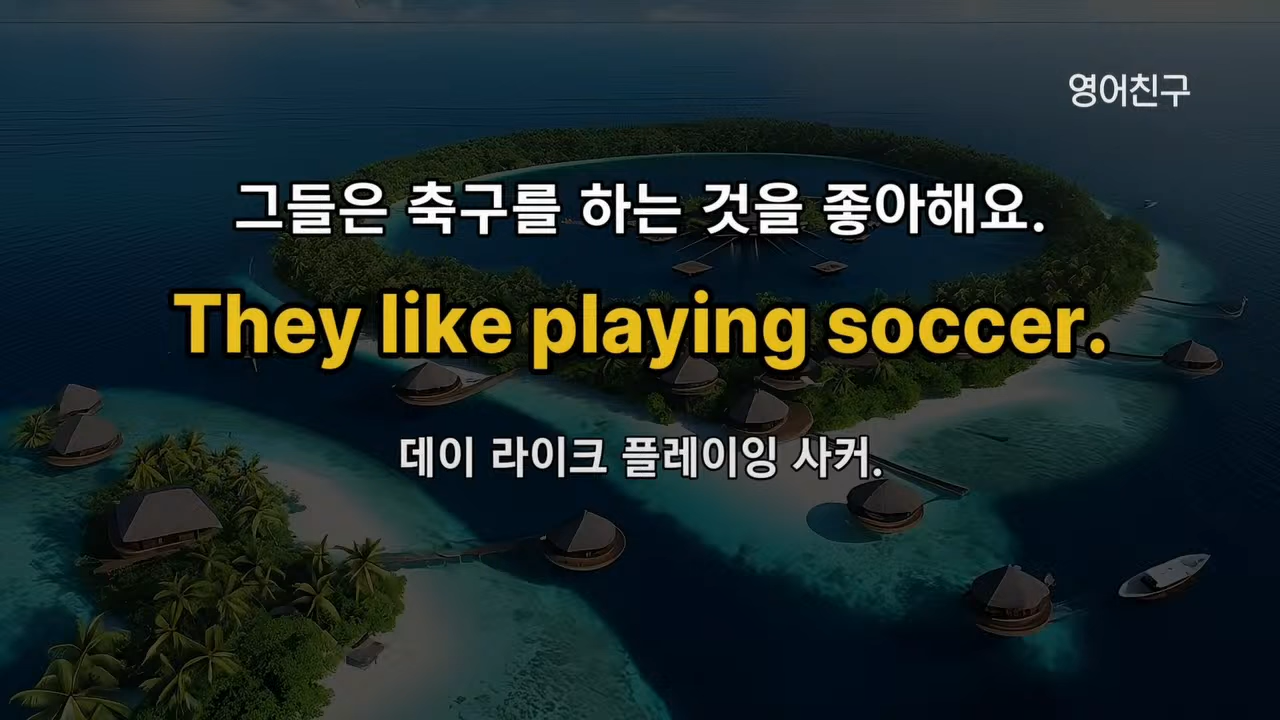 영어친구
그들은 축구를 하는 것을 좋아해요.
They like playing soccer.
데이 라이크 플레이잉 사커.